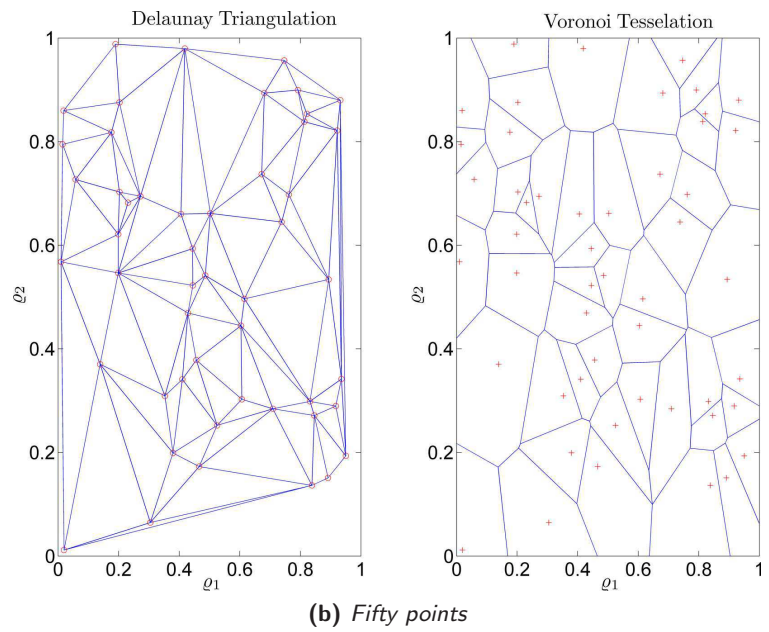 Delaunay Triangulation
Voronoi Tesselation
1
0.8
0.6
0.4
0.2
0
ϱ2
0 0.2 0.4 0.6 0.8 1
ϱ1
1
0.8
0.6
0.4
0.2
0
ϱ2
0 0.2 0.4 0.6 0.8 1
ϱ1
(b) Fifty points